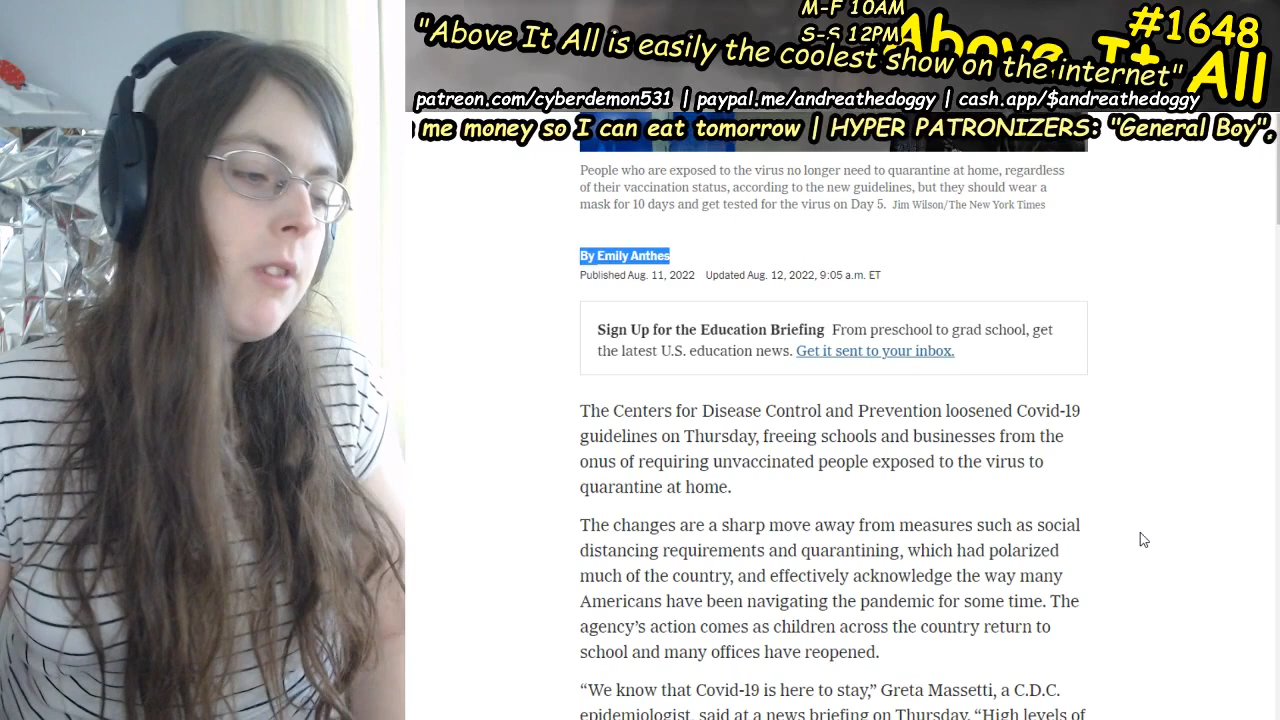 M-F 10AM
S-S 12PM
#1648
Above It All
"Above It All is easily the coolest show on the internet"
patreon.com/cyberdemon531 | paypal.me/andreathedoggy | cash.app/$andreathedoggy
me money so I can eat tomorrow | HYPER PATRONIZERS: "General Boy".
People who are exposed to the virus no longer need to quarantine at home, regardless
of their vaccination status, according to the new guidelines, but they should wear a
mask for 10 days and get tested for the virus on Day 5. Jim Wilson/The New York Times
By Emily Anthes
Published Aug. 11, 2022 Updated Aug. 12, 2022, 9:05 a.m. ET
Sign Up for the Education Briefing From preschool to grad school, get
the latest U.S. education news. Get it sent to your inbox.
The Centers for Disease Control and Prevention loosened Covid-19
guidelines on Thursday, freeing schools and businesses from the
onus of requiring unvaccinated people exposed to the virus to
quarantine at home.
The changes are a sharp move away from measures such as social
distancing requirements and quarantining, which had polarized
much of the country, and effectively acknowledge the way many
Americans have been navigating the pandemic for some time. The
agency's action comes as children across the country return to
school and many offices have reopened.
“We know that Covid-19 is here to stay,” Greta Massetti, a C.D.C.
epidemiologist, said at a news briefing on Thursday. “High levels of